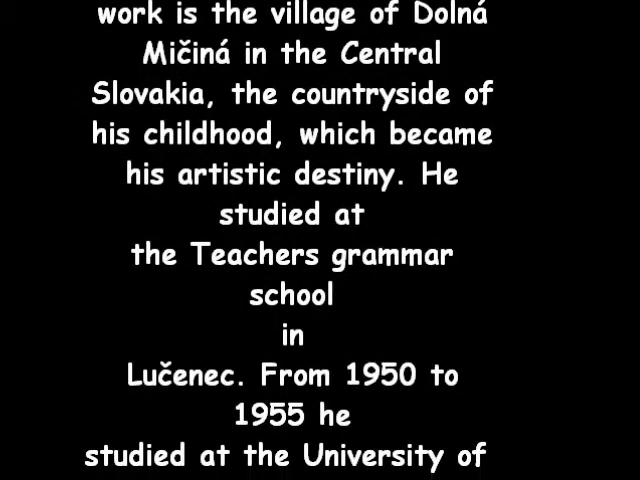 work is the village of Dolná
Mičiná in the Central
Slovakia, the countryside of
his childhood, which became
his artistic destiny. He
studied at
the Teachers grammar
school
in
Lučenec. From 1950 to
1955 he
studied at the University of